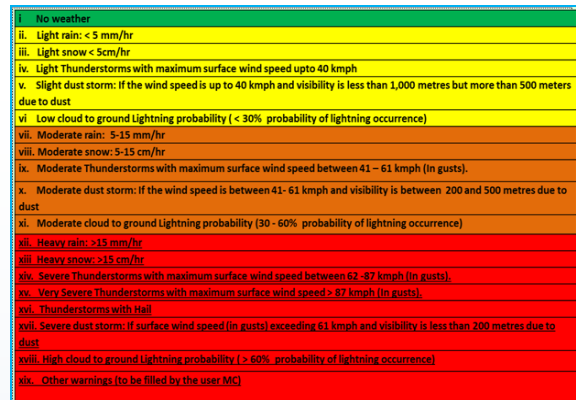 i No weather
ii. Light rain: < 5 mm/hr
iii. Light snow < 5cm/hr
iv. Light Thunderstorms with maximum surface wind speed upto 40 kmph
v. Slight dust storm: If the wind speed is up to 40 kmph and visibility is less than 1,000 metres but more than 500 meters
due to dust
vi Low cloud to ground Lightning probability ( < 30% probability of lightning occurrence)
vii. Moderate rain: 5-15 mm/hr
viii. Moderate snow: 5-15 cm/hr
ix. Moderate Thunderstorms with maximum surface wind speed between 41 – 61 kmph (In gusts).
x. Moderate dust storm: If the wind speed is between 41- 61 kmph and visibility is between 200 and 500 metres due to
dust
xi. Moderate cloud to ground Lightning probability (30 - 60% probability of lightning occurrence)
xii. Heavy rain: >15 mm/hr
xiii Heavy snow: >15 cm/hr
xiv. Severe Thunderstorms with maximum surface wind speed between 62 -87 kmph (In gusts).
xv. Very Severe Thunderstorms with maximum surface wind speed > 87 kmph (In gusts).
xvi. Thunderstorms with Hail
xvii. Severe dust storm: If surface wind speed (in gusts) exceeding 61 kmph and visibility is less than 200 metres due to
dust
xviii. High cloud to ground Lightning probability ( > 60% probability of lightning occurrence)
xix. Other warnings (to be filled by the user MC)